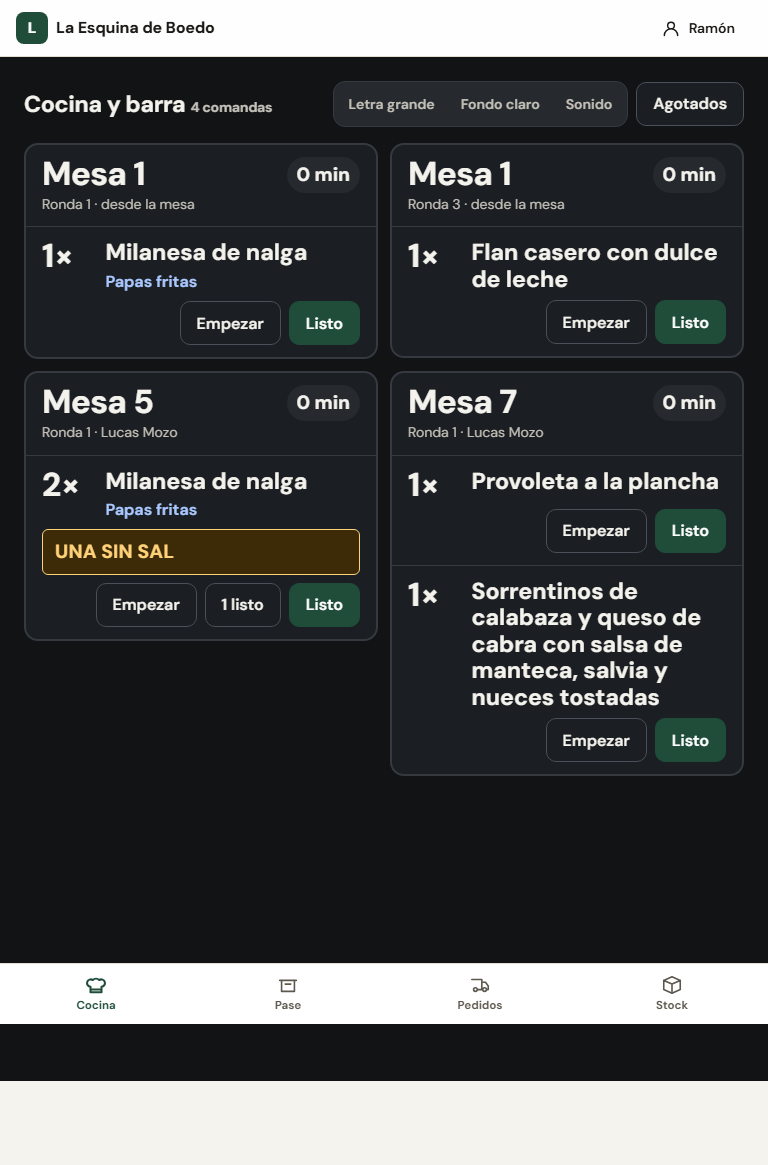 L La Esquina de Boedo
Ramón
Cocina y barra 4 comandas
Letra grande
Fondo claro
Sonido
Agotados
Mesa 1
0 min
Ronda 1 · desde la mesa
1× Milanesa de nalga
Papas fritas
Empezar
Listo
Mesa 1
0 min
Ronda 3 · desde la mesa
1× Flan casero con dulce
de leche
Empezar
Listo
Mesa 5
0 min
Ronda 1 · Lucas Mozo
2× Milanesa de nalga
Papas fritas
UNA SIN SAL
Empezar
1 listo
Listo
Mesa 7
0 min
Ronda 1 · Lucas Mozo
1× Provoleta a la plancha
Empezar
Listo
1× Sorrentinos de
calabaza y queso de
cabra con salsa de
manteca, salvia y
nueces tostadas
Empezar
Listo
Cocina
Pase
Pedidos
Stock